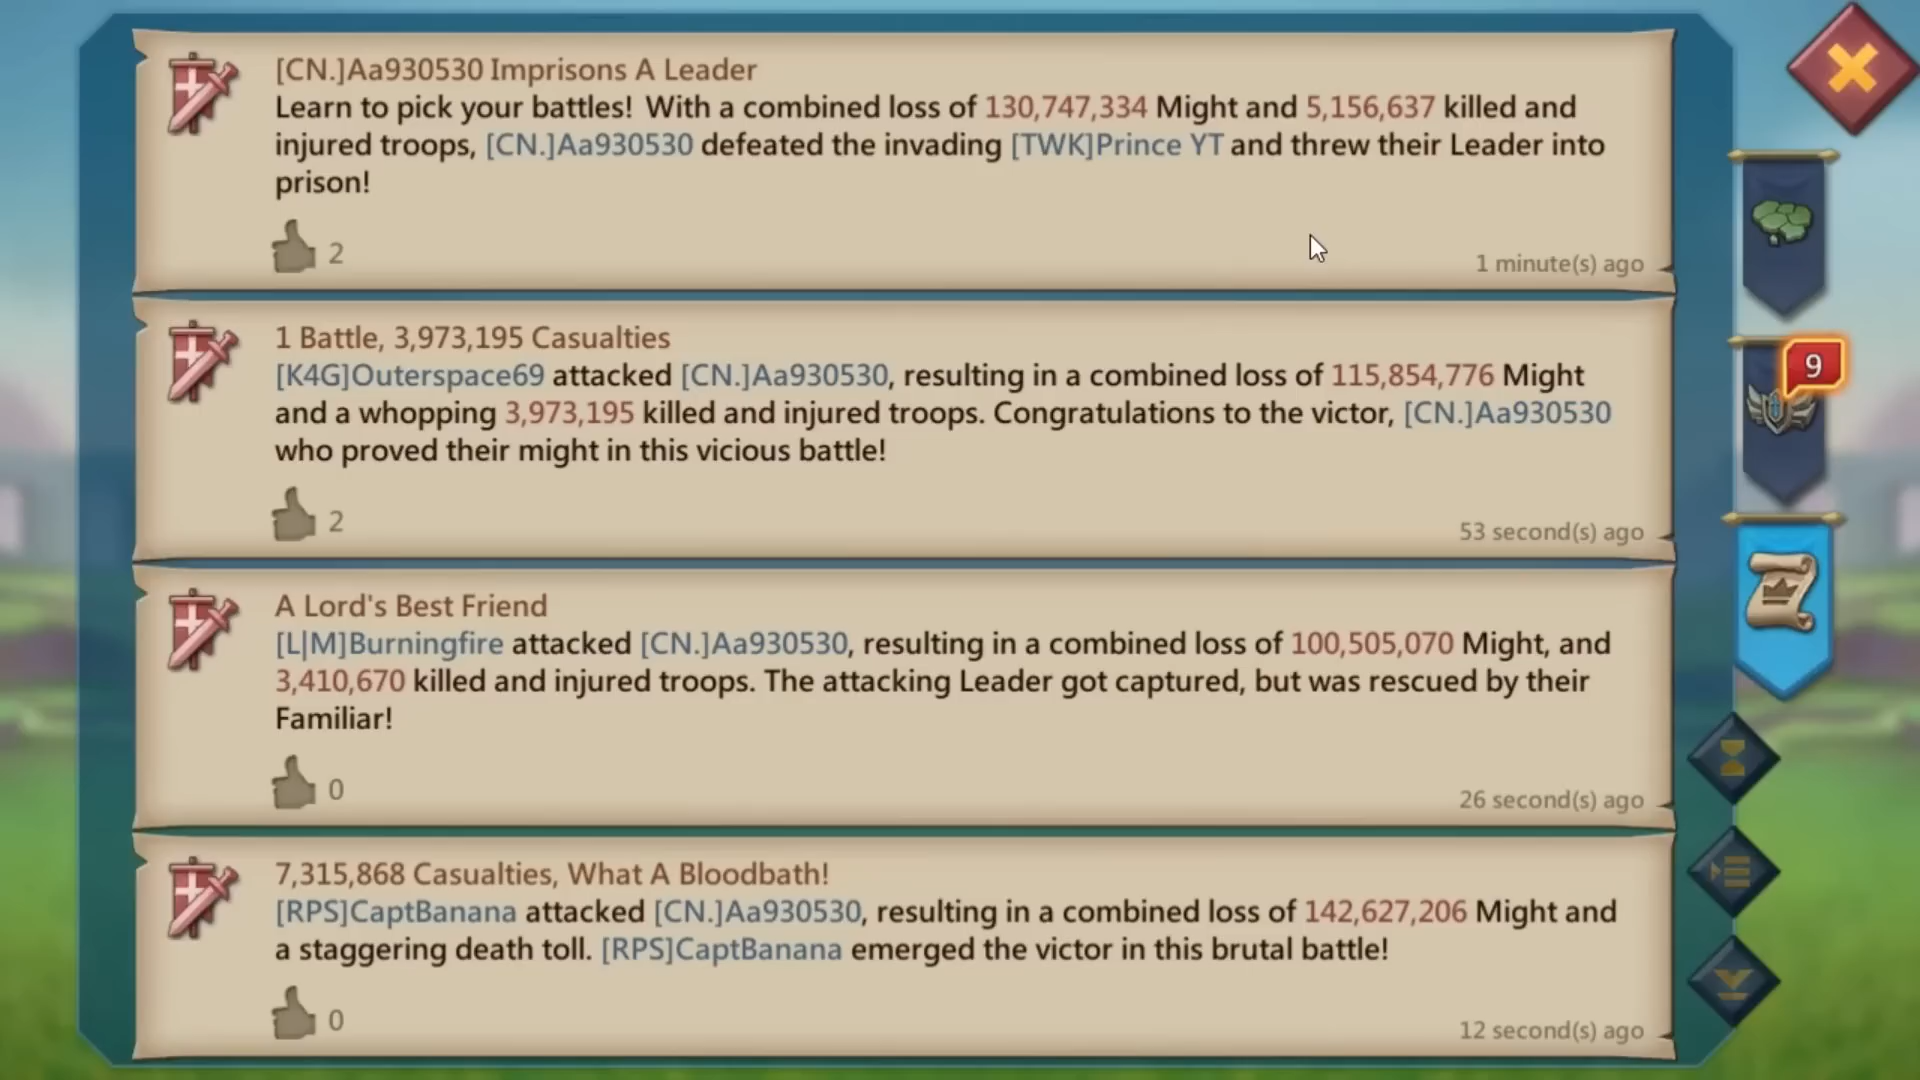 [CN.]Aa930530 Imprisons A Leader
Learn to pick your battles! With a combined loss of 130,747,334 Might and 5,156,637 killed and
injured troops, [CN.]Aa930530 defeated the invading [TWK]Prince YT and threw their Leader into
prison!
2
1 minute(s) ago
1 Battle, 3,973,195 Casualties
[K4G]Outerspace69 attacked [CN.]Aa930530, resulting in a combined loss of 115,854,776 Might
and a whopping 3,973,195 killed and injured troops. Congratulations to the victor, [CN.]Aa930530
who proved their might in this vicious battle!
2
53 second(s) ago
9
A Lord's Best Friend
[L|M]Burningfire attacked [CN.]Aa930530, resulting in a combined loss of 100,505,070 Might, and
3,410,670 killed and injured troops. The attacking Leader got captured, but was rescued by their
Familiar!
0
26 second(s) ago
7,315,868 Casualties, What A Bloodbath!
[RPS]CaptBanana attacked [CN.]Aa930530, resulting in a combined loss of 142,627,206 Might and
a staggering death toll. [RPS]CaptBanana emerged the victor in this brutal battle!
0
12 second(s) ago